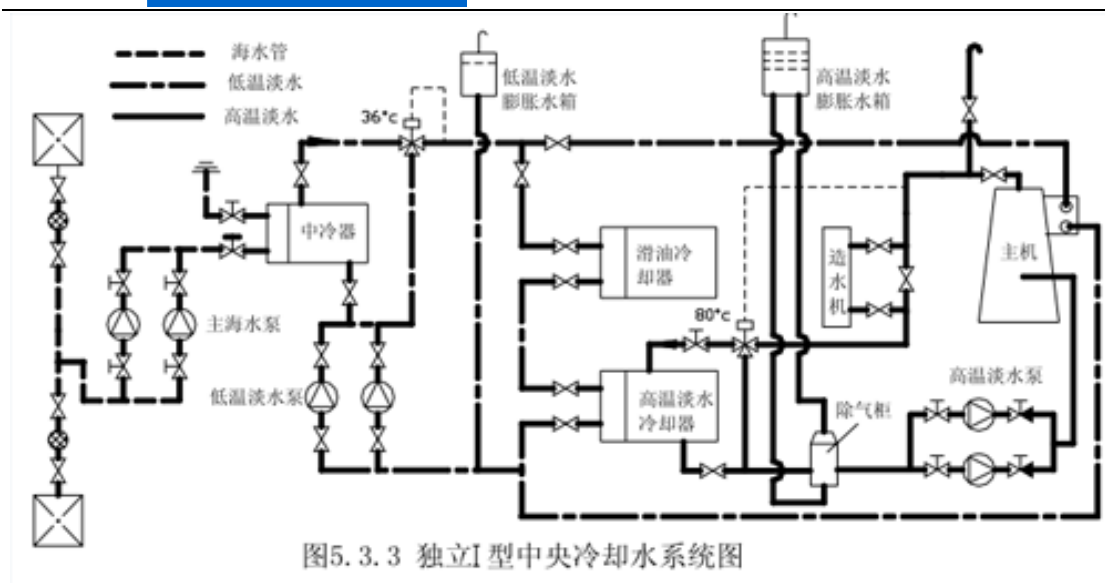 海水管
低温淡水
高温淡水
低温淡水
膨胀水箱
高温淡水
膨胀水箱
36°c
中冷器
滑油冷
却器
造
水
机
主机
主海水泵
80°c
低温淡水泵
高温淡水
冷却器
除气柜
高温淡水泵
图5.3.3 独立I型中央冷却水系统图